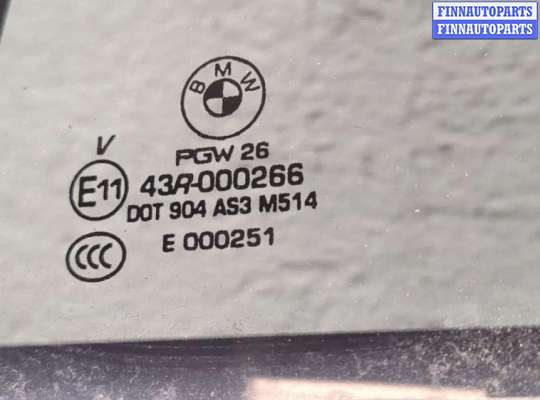 FINNAUTOPARTS
FINNAUTOPARTS
BMW
PGW 26
V
E11 43R-000266
DOT 904 AS3 M514
CCC E 000251